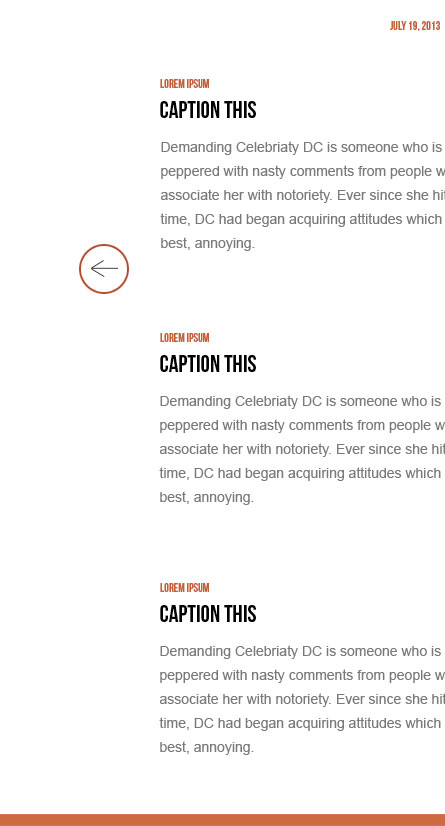 JULY 19, 2013
LOREM IPSUM
CAPTION THIS
Demanding Celebriaty DC is someone who is
peppered with nasty comments from people w
associate her with notoriety. Ever since she hit
time, DC had began acquiring attitudes which
best, annoying.
LOREM IPSUM
CAPTION THIS
Demanding Celebriaty DC is someone who is
peppered with nasty comments from people w
associate her with notoriety. Ever since she hit
time, DC had began acquiring attitudes which
best, annoying.
LOREM IPSUM
CAPTION THIS
Demanding Celebriaty DC is someone who is
peppered with nasty comments from people w
associate her with notoriety. Ever since she hit
time, DC had began acquiring attitudes which
best, annoying.